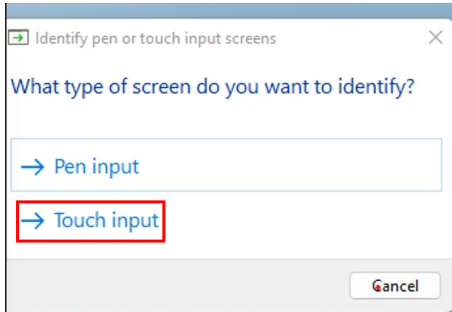 Identify pen or touch input screens
What type of screen do you want to identify?
Pen input
Touch input
Cancel